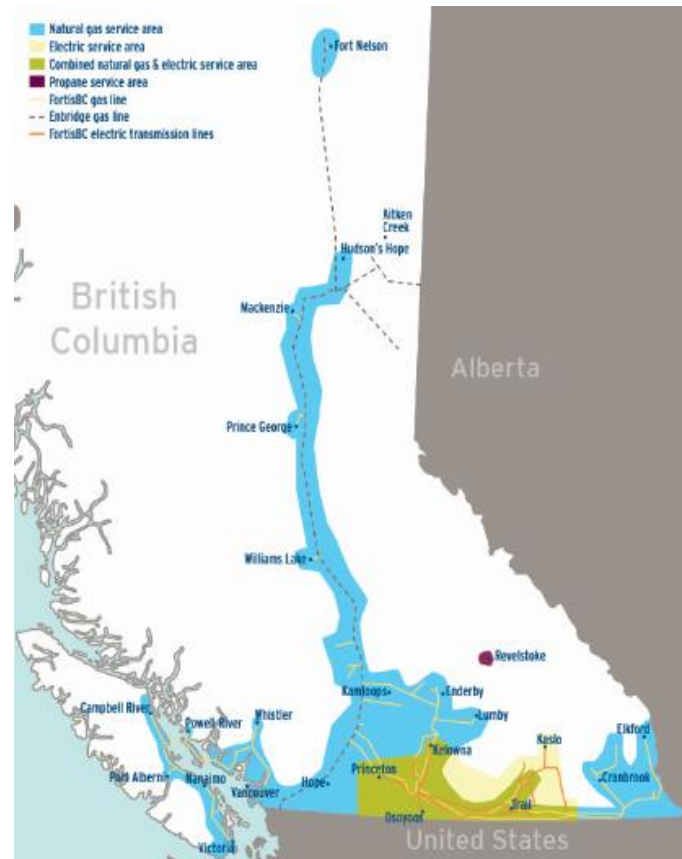 Natural gas service area
Electric service area
Combined natural gas & electric service area
Propane service area
FortisBC gas line
Enbridge gas line
FortisBC electric transmission lines
Fort Nelson
Aitken
Creek
Hudson's Hope
British
Columbia
Mackenzie
Alberta
Prince George
Williams Lake
Revelstoke
Kamloops
Enderby
Campbell River
Powell River
Whistler
Lumby
Elkford
Kaslo
Kelowna
Port Alberni
Nanaimo
Vancouver
Hope
Princeton
Cranbrook
Trail
Osoyoos
United States
Victoria